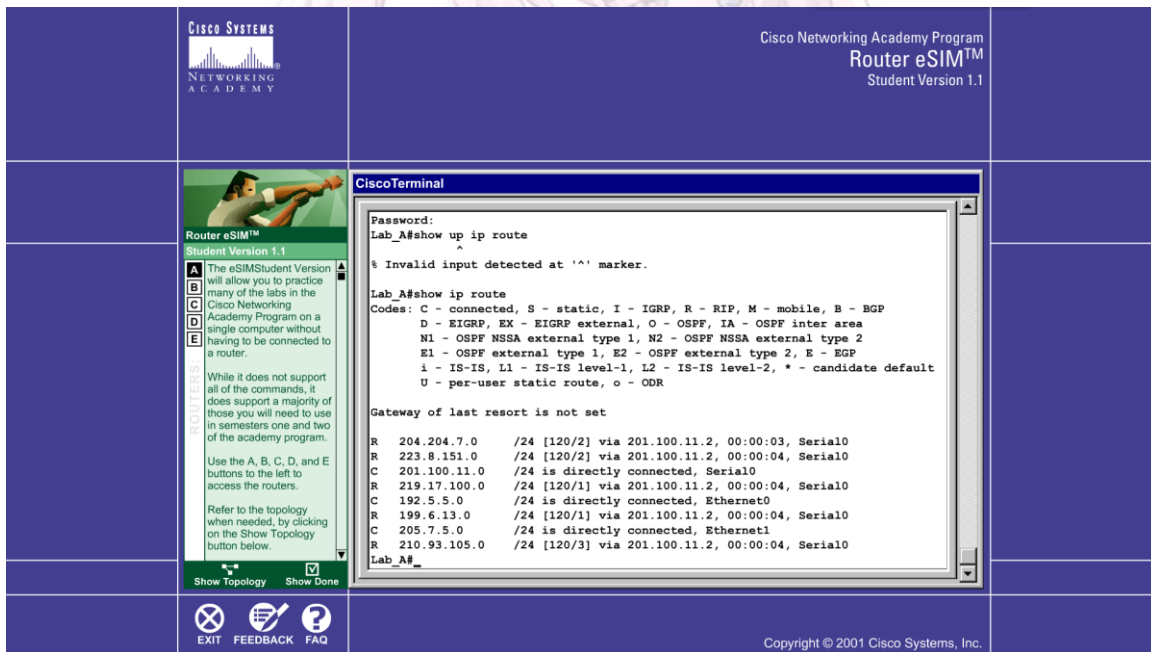 CISCO SYSTEMS
NETWORKING
ACADEMY
Cisco Networking Academy Program
Router eSIM™
Student Version 1.1
Router eSIM™
Student Version 1.1
A
B
C
D
E
ROUTERS:
The eSIMStudent Version
will allow you to practice
many of the labs in the
Cisco Networking
Academy Program on a
single computer without
having to be connected to
a router.
While it does not support
all of the commands, it
does support a majority of
those you will need to use
in semesters one and two
of the academy program.
Use the A, B, C, D, and E
buttons to the left to
access the routers.
Refer to the topology
when needed, by clicking
on the Show Topology
button below.
Show Topology
Show Done
CiscoTerminal
Password:
Lab_A#show up ip route
^
% Invalid input detected at '^' marker.
Lab_A#show ip route
Codes: C - connected, S - static, I - IGRP, R - RIP, M - mobile, B - BGP
D - EIGRP, EX - EIGRP external, O - OSPF, IA - OSPF inter area
N1 - OSPF NSSA external type 1, N2 - OSPF NSSA external type 2
E1 - OSPF external type 1, E2 - OSPF external type 2, E - EGP
i - IS-IS, L1 - IS-IS level-1, L2 - IS-IS level-2, * - candidate default
U - per-user static route, o - ODR
Gateway of last resort is not set
R 204.204.7.0 /24 [120/2] via 201.100.11.2, 00:00:03, Serial0
R 223.8.151.0 /24 [120/2] via 201.100.11.2, 00:00:04, Serial0
C 201.100.11.0 /24 is directly connected, Serial0
R 219.17.100.0 /24 [120/1] via 201.100.11.2, 00:00:04, Serial0
C 192.5.5.0 /24 is directly connected, Ethernet0
R 199.6.13.0 /24 [120/1] via 201.100.11.2, 00:00:04, Serial0
C 205.7.5.0 /24 is directly connected, Ethernet1
R 210.93.105.0 /24 [120/3] via 201.100.11.2, 00:00:04, Serial0
Lab_A#_
EXIT
FEEDBACK
FAQ
Copyright © 2001 Cisco Systems, Inc.